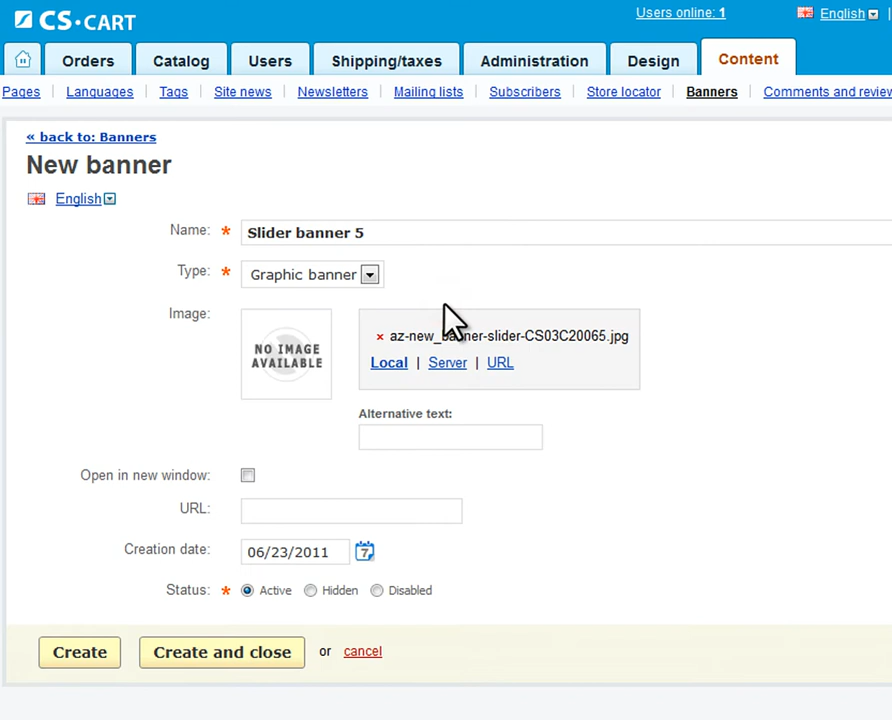 CS-CART
Users online: 1
English
Orders Catalog Users Shipping/taxes Administration Design Content
Pages Languages Tags Site news Newsletters Mailing lists Subscribers Store locator Banners Comments and review
« back to: Banners
New banner
English
Name: * Slider banner 5
Type: * Graphic banner
Image:
NO IMAGE AVAILABLE
× az-new_banner-slider-CS03C20065.jpg
Local | Server | URL
Alternative text:
Open in new window:
URL:
Creation date: 06/23/2011 7
Status: * Active Hidden Disabled
Create Create and close or cancel